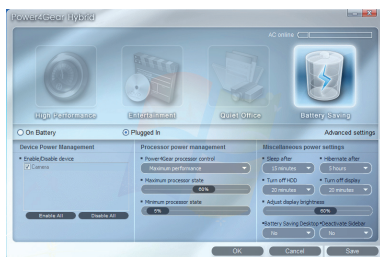 Power4Gear Hybrid
AC online
High Performance
Entertainment
Quiet Office
Battery Saving
On Battery
Plugged In
Advanced settings
Device Power Management
Processor power management
Miscellaneous power settings
Enable/Disable device
Camera
Enable All
Disable All
Power4Gear processor control
Maximum performance
Maximum processor state
60%
Minimum processor state
5%
Sleep after
Hibernate after
15 minutes
5 hours
Turn off HDD
Turn off display
20 minutes
Adjust display brightness
60%
Battery Saving Desktop
Deactivate Sidebar
No
No
OK
Cancel
Save